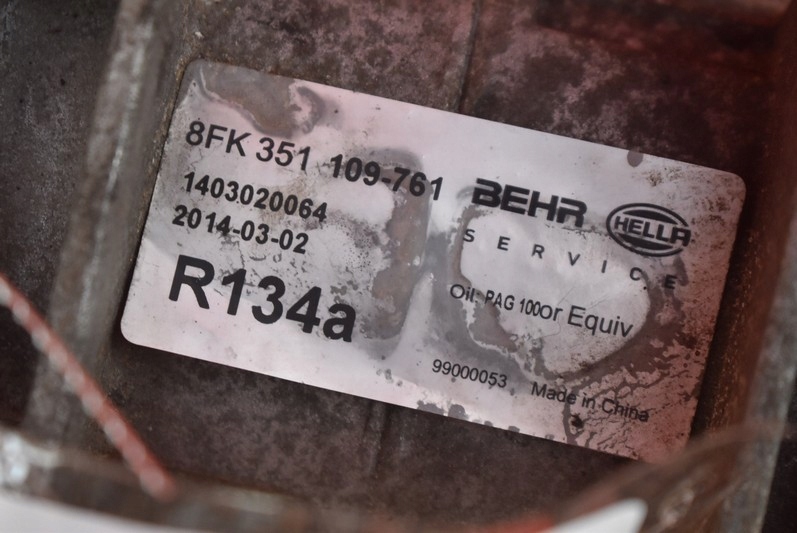 8FK 351 109-761
1403020064
2014-03-02
R134a
BEHR HELLA
SERVICE
Oil: PAG 100or Equiv
99000053 Made in China